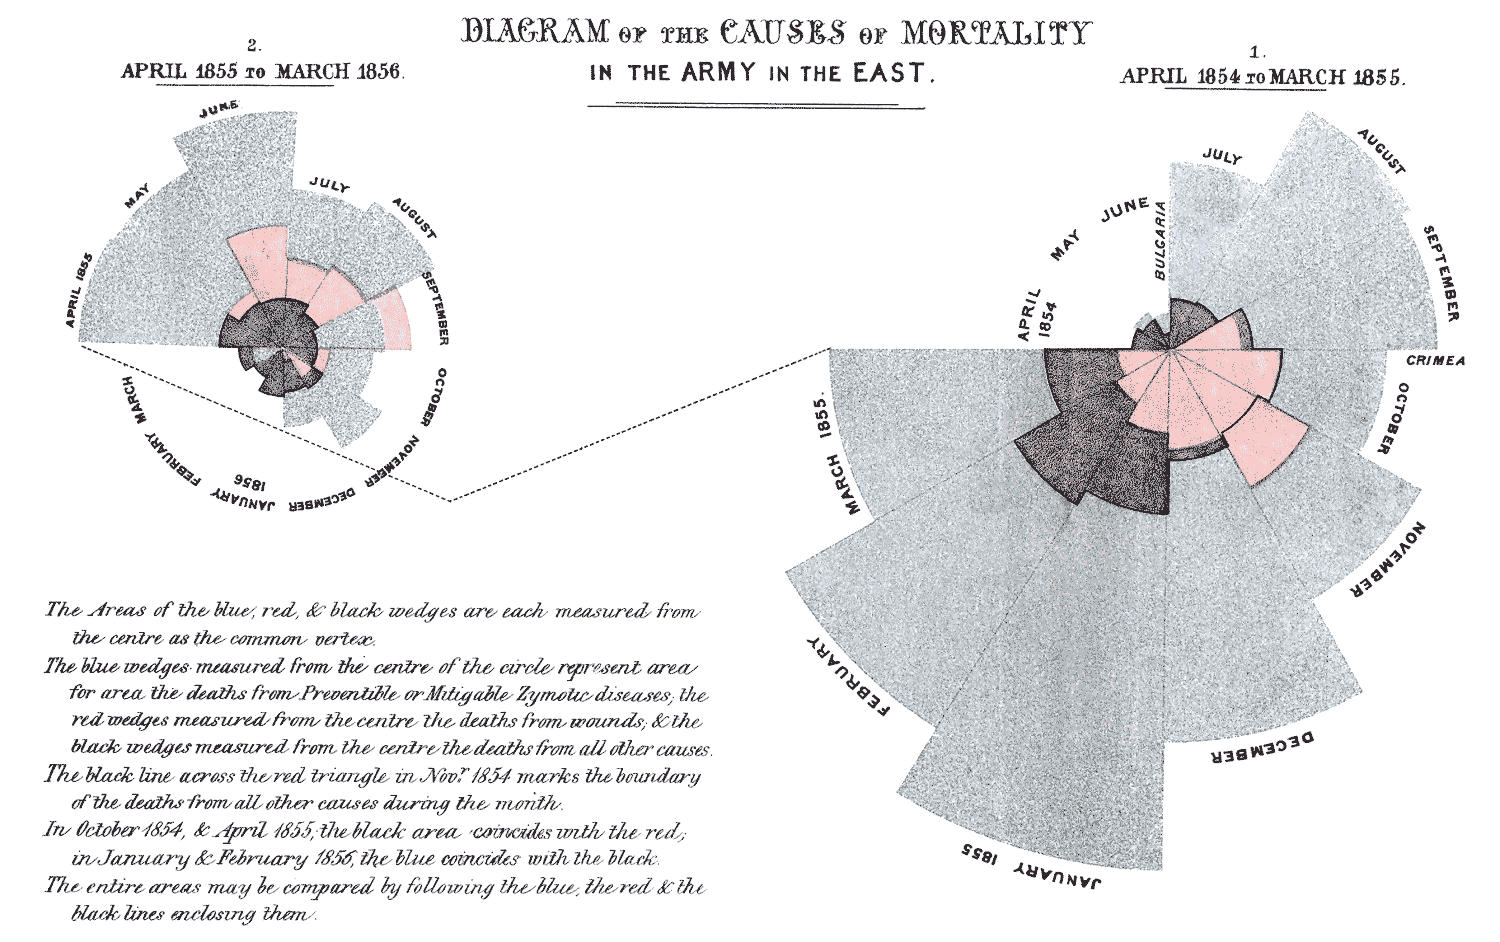 DIAGRAM OF THE CAUSES OF MORTALITY
IN THE ARMY IN THE EAST.
2.
APRIL 1855 TO MARCH 1856.
1.
APRIL 1854 TO MARCH 1855.
APRIL 1855
MAY
JUNE
JULY
AUGUST
SEPTEMBER
OCTOBER
NOVEMBER
DECEMBER
JANUARY
1856
FEBRUARY
MARCH
APRIL
1854
MAY
JUNE
BULGARIA
JULY
AUGUST
SEPTEMBER
CRIMEA
OCTOBER
NOVEMBER
DECEMBER
JANUARY 1855
FEBRUARY
MARCH 1855.
The Areas of the blue, red, & black wedges are each measured from
the centre as the common vertex.
The blue wedges measured from the centre of the circle represent area
for area the deaths from Preventible or Mitigable Zymotic diseases; the
red wedges measured from the centre the deaths from wounds; & the
black wedges measured from the centre the deaths from all other causes.
The black line across the red triangle in Novr. 1854 marks the boundary
of the deaths from all other causes during the month.
In October 1854, & April 1855; the black area coincides with the red;
in January & February 1856, the blue coincides with the black.
The entire areas may be compared by following the blue, the red & the
black lines enclosing them.